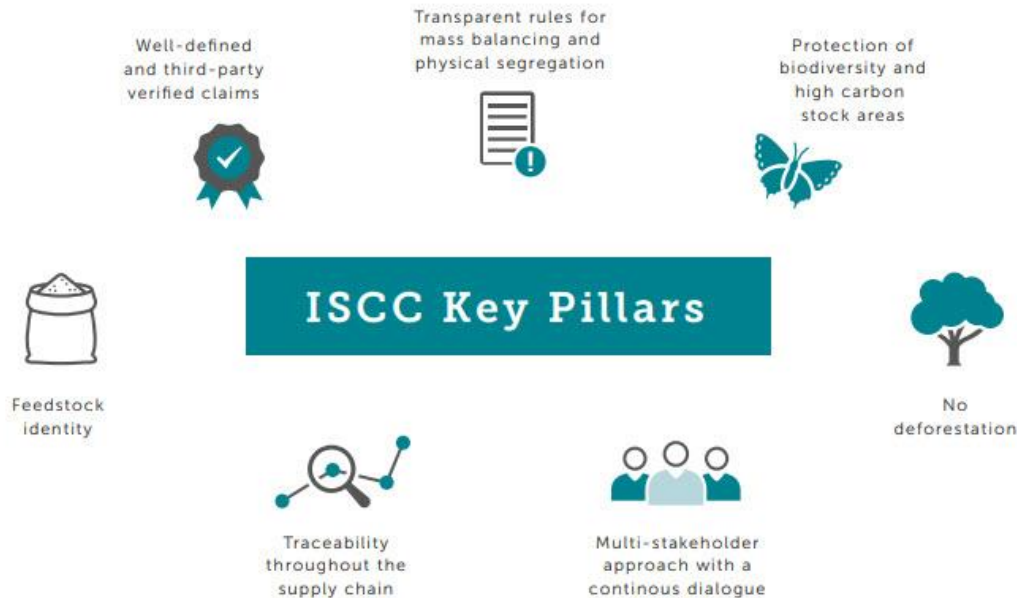 Well-defined
and third-party
verified claims
Transparent rules for
mass balancing and
physical segregation
Protection of
biodiversity and
high carbon
stock areas
ISCC Key Pillars
Feedstock
identity
No
deforestation
Traceability
throughout the
supply chain
Multi-stakeholder
approach with a
continous dialogue